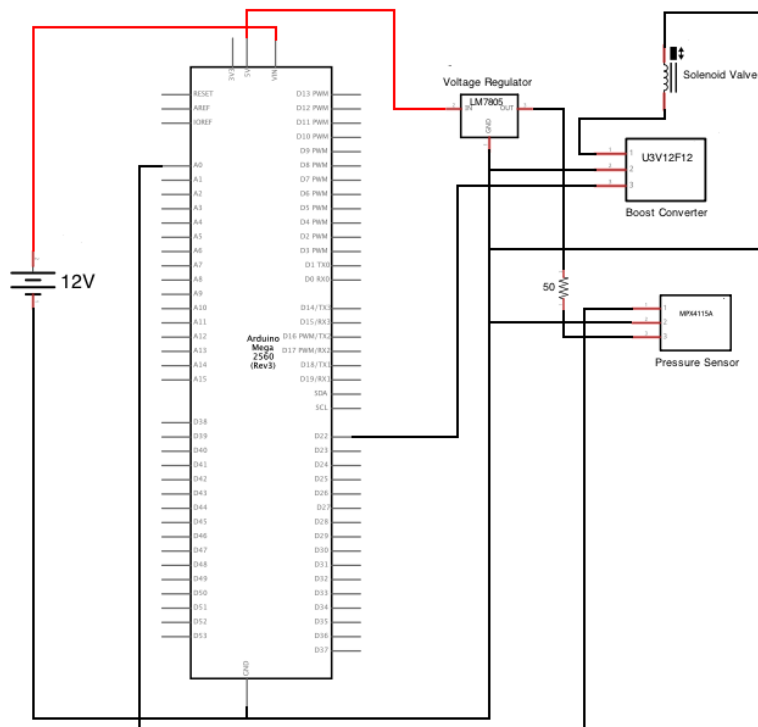 3V3
5V
VIN
RESET
AREF
IOREF
A0
A1
A2
A3
A4
A5
A6
A7
A8
A9
A10
A11
A12
A13
A14
A15
D38
D39
D40
D41
D42
D43
D44
D45
D46
D47
D48
D49
D50
D51
D52
D53
D13 PWM
D12 PWM
D11 PWM
D10 PWM
D9 PWM
D8 PWM
D7 PWM
D6 PWM
D5 PWM
D4 PWM
D2 PWM
D3 PWM
D1 TX0
D0 RX0
D14/TX3
D15/RX3
D16 PWM/TX2
D17 PWM/RX2
D18/TX1
D19/RX1
SDA
SCL
D22
D23
D24
D25
D26
D27
D28
D29
D30
D31
D32
D33
D34
D35
D36
D37
Arduino
Mega
2560
(Rev3)
GND
12V
Voltage Regulator
LM7805
IN
OUT
GND
Solenoid Valve
U3V12F12
1
2
3
Boost Converter
50
MPX4115A
1
2
3
Pressure Sensor